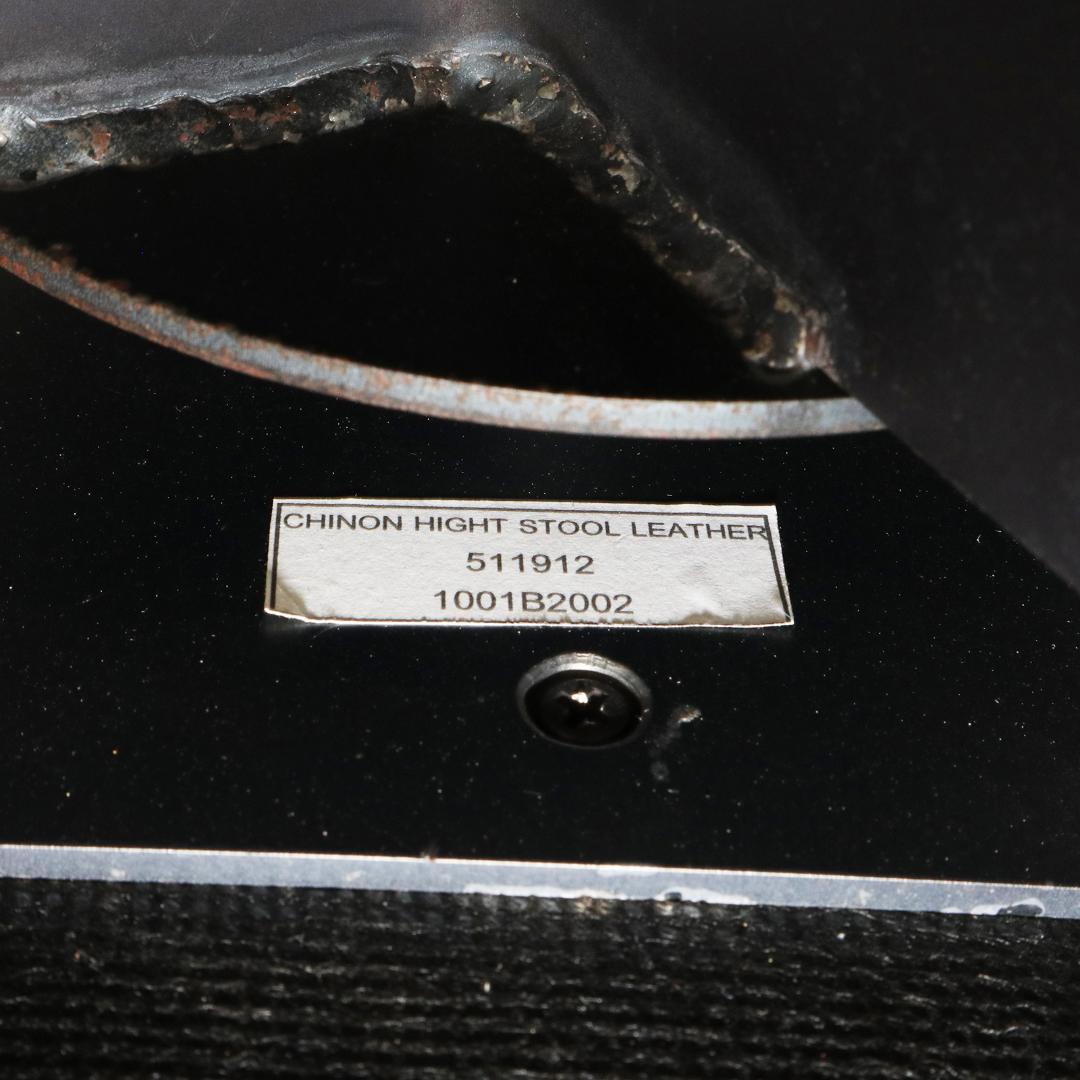 CHINON HIGHT STOOL LEATHER
511912
1001B2002